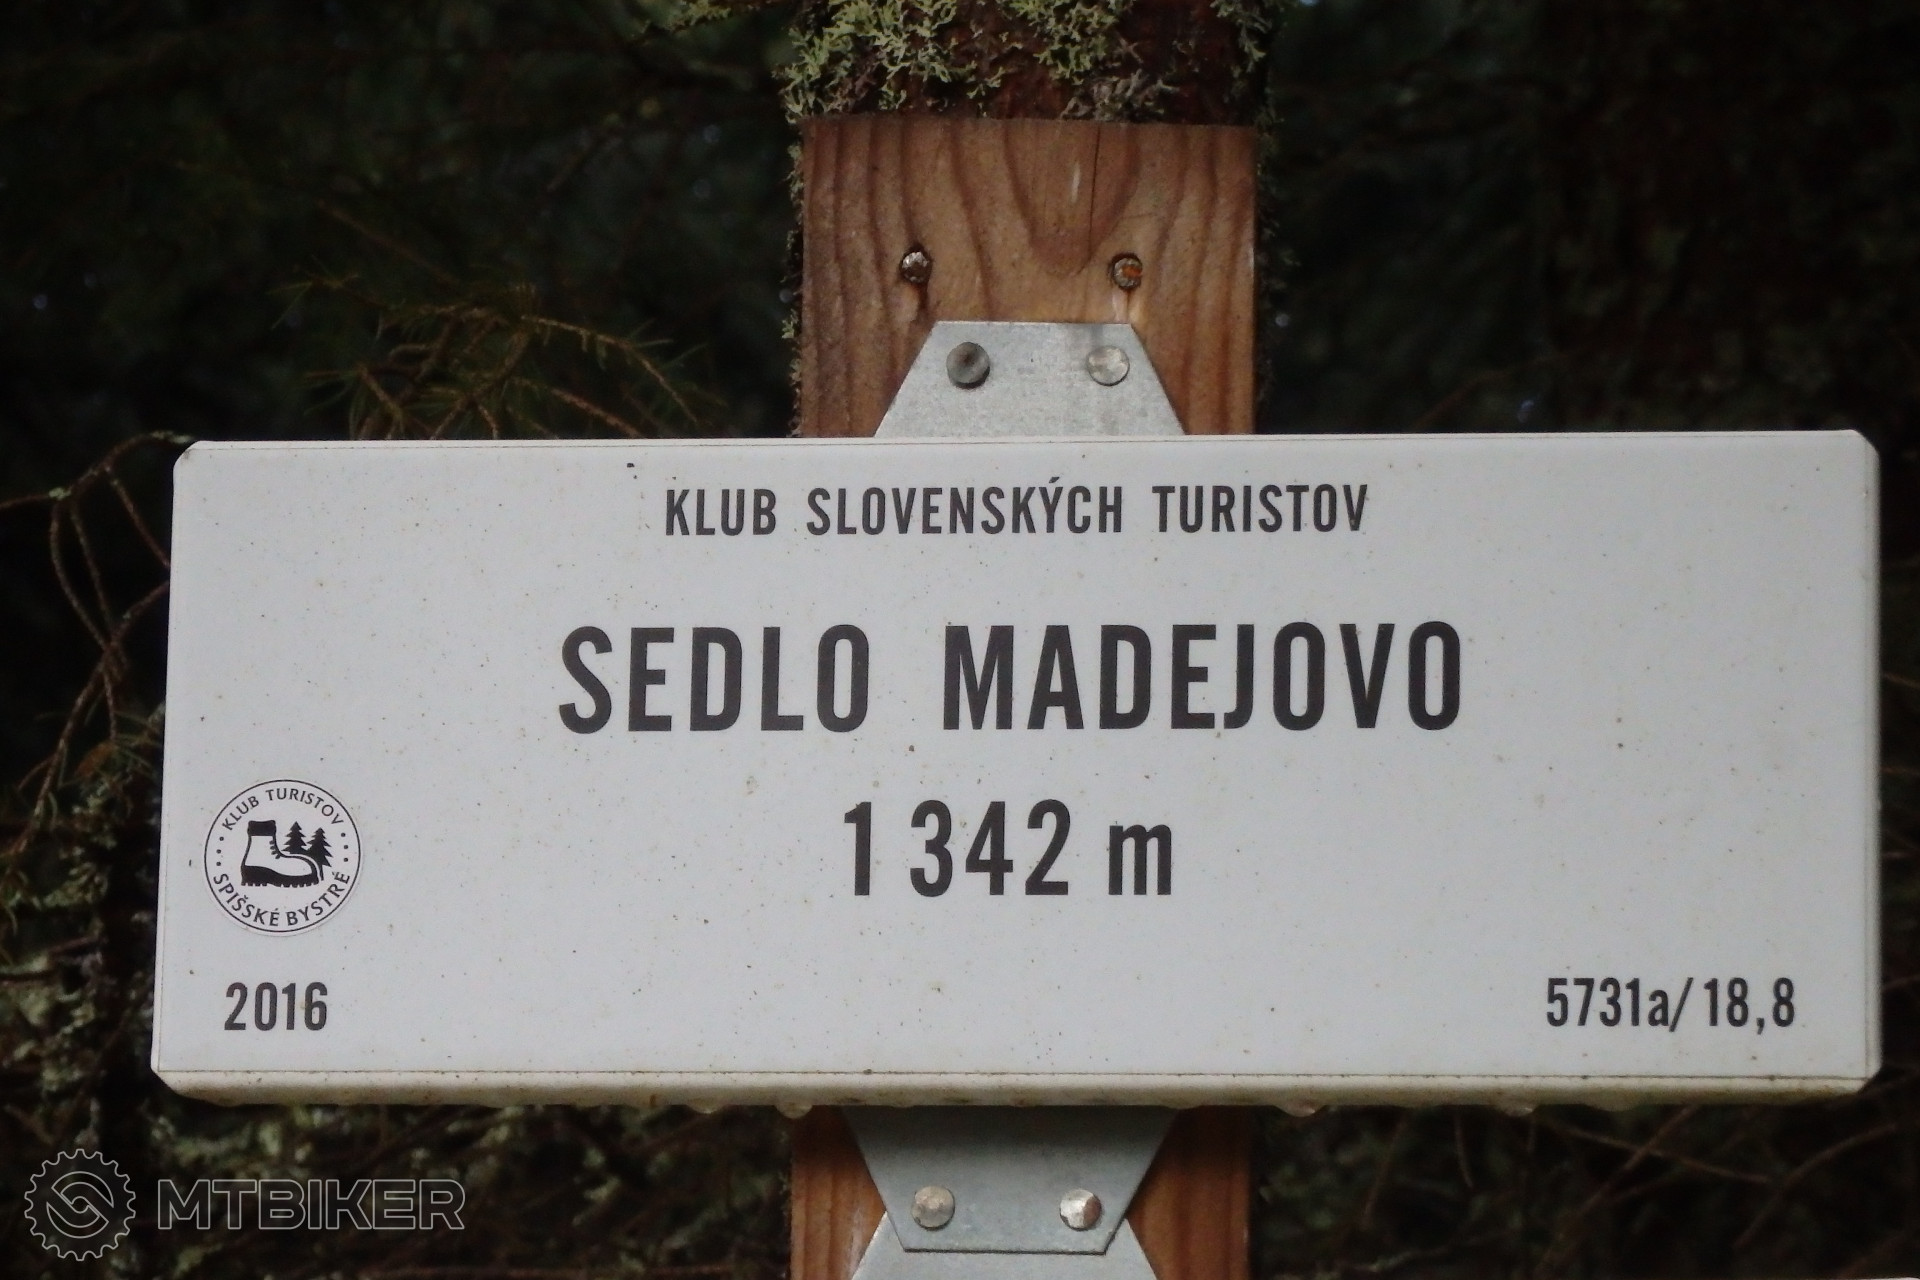 KLUB SLOVENSKÝCH TURISTOV
SEDLO MADEJOVO
1 342 m
KLUB TURISTOV
SPIŠSKÉ BYSTRÉ
2016
5731a/18,8
MTBIKER